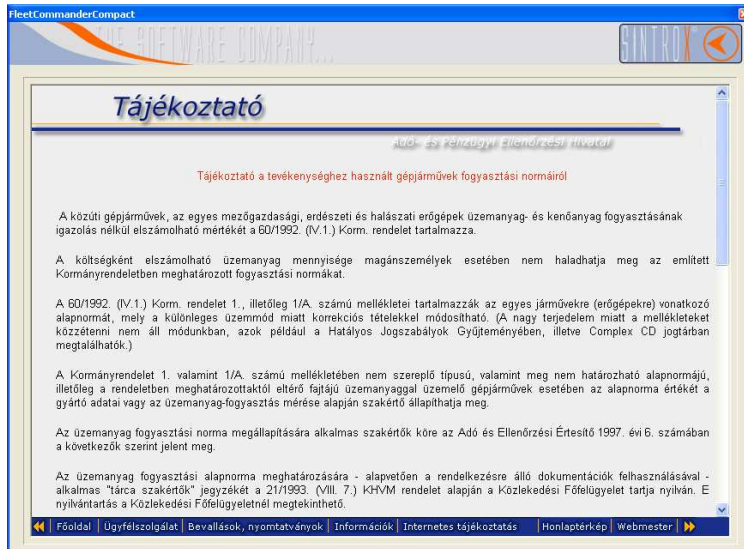 FleetCommanderCompact
THE SOFTWARE COMPANY...
SINTROX
Tájékoztató
Adó- és Pénzügyi Ellenőrzési Hivatal
Tájékoztató a tevékenységhez használt gépjárművek fogyasztási normáiról
A közúti gépjárművek, az egyes mezőgazdasági, erdészeti és halászati erőgépek üzemanyag- és kenőanyag fogyasztásának
igazolás nélkül elszámolható mértékét a 60/1992. (IV.1.) Korm. rendelet tartalmazza.
A költségként elszámolható üzemanyag mennyisége magánszemélyek esetében nem haladhatja meg az említett
Kormányrendeletben meghatározott fogyasztási normákat.
A 60/1992. (IV.1.) Korm. rendelet 1., illetőleg 1/A. számú mellékletei tartalmazzák az egyes járművekre (erőgépekre) vonatkozó
alapnormát, mely a különleges üzemmód miatt korrekciós tételekkel módosítható. (A nagy terjedelem miatt a mellékleteket
közzétenni nem áll módunkban, azok például a Hatályos Jogszabályok Gyűjteményében, illetve Complex CD jogtárban
megtalálhatók.)
A Kormányrendelet 1. valamint 1/A. számú mellékletében nem szereplő típusú, valamint meg nem határozható alapnormájú,
illetőleg a rendeletben meghatározottaktól eltérő fajtájú üzemanyaggal üzemelő gépjárművek esetében az alapnorma értékét a
gyártó adatai vagy az üzemanyag-fogyasztás mérése alapján szakértő állapíthatja meg.
Az üzemanyag fogyasztási norma megállapítására alkalmas szakértők köre az Adó és Ellenőrzési Értesítő 1997. évi 6. számában
a következők szerint jelent meg.
Az üzemanyag fogyasztási alapnorma meghatározására - alapvetően a rendelkezésre álló dokumentációk felhasználásával -
alkalmas "tárca szakértők" jegyzékét a 21/1993. (VIII. 7.) KHVM rendelet alapján a Közlekedési Főfelügyelet tartja nyilván. E
nyilvántartás a Közlekedési Főfelügyeletnél megtekinthető.
Főoldal | Ügyfélszolgálat | Bevallások, nyomtatványok | Információk | Internetes tájékoztatás | Honlaptérkép | Webmester